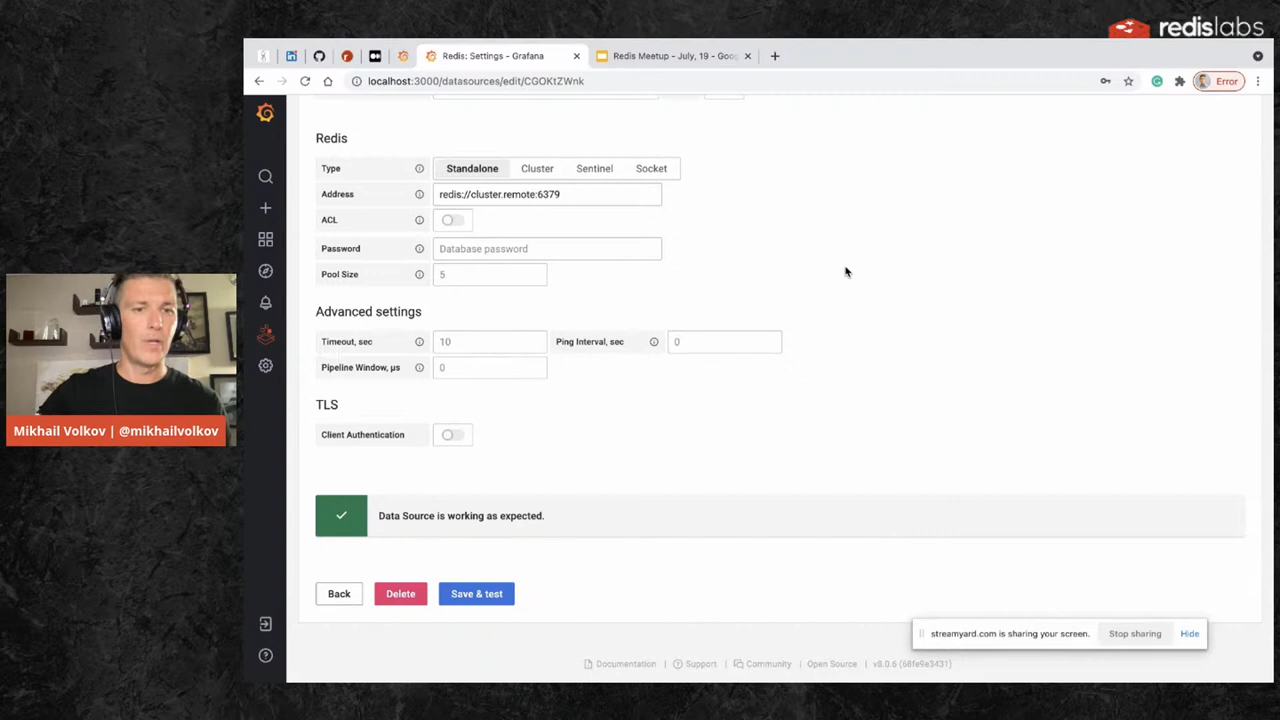 redislabs
Redis: Settings - Grafana
Redis Meetup - July, 19 - Goo
localhost:3000/datasources/edit/CGOKtZWnk
Error
Redis
Type Standalone Cluster Sentinel Socket
Address redis://cluster.remote:6379
ACL
Password Database password
Pool Size 5
Advanced settings
Timeout, sec 10 Ping Interval, sec 0
Pipeline Window, µs 0
TLS
Client Authentication
Mikhail Volkov | @mikhailvolkov
Data Source is working as expected.
Back Delete Save & test
streamyard.com is sharing your screen. Stop sharing Hide
Documentation | Support | Community | Open Source | v8.0.6 (68fe9e3431)